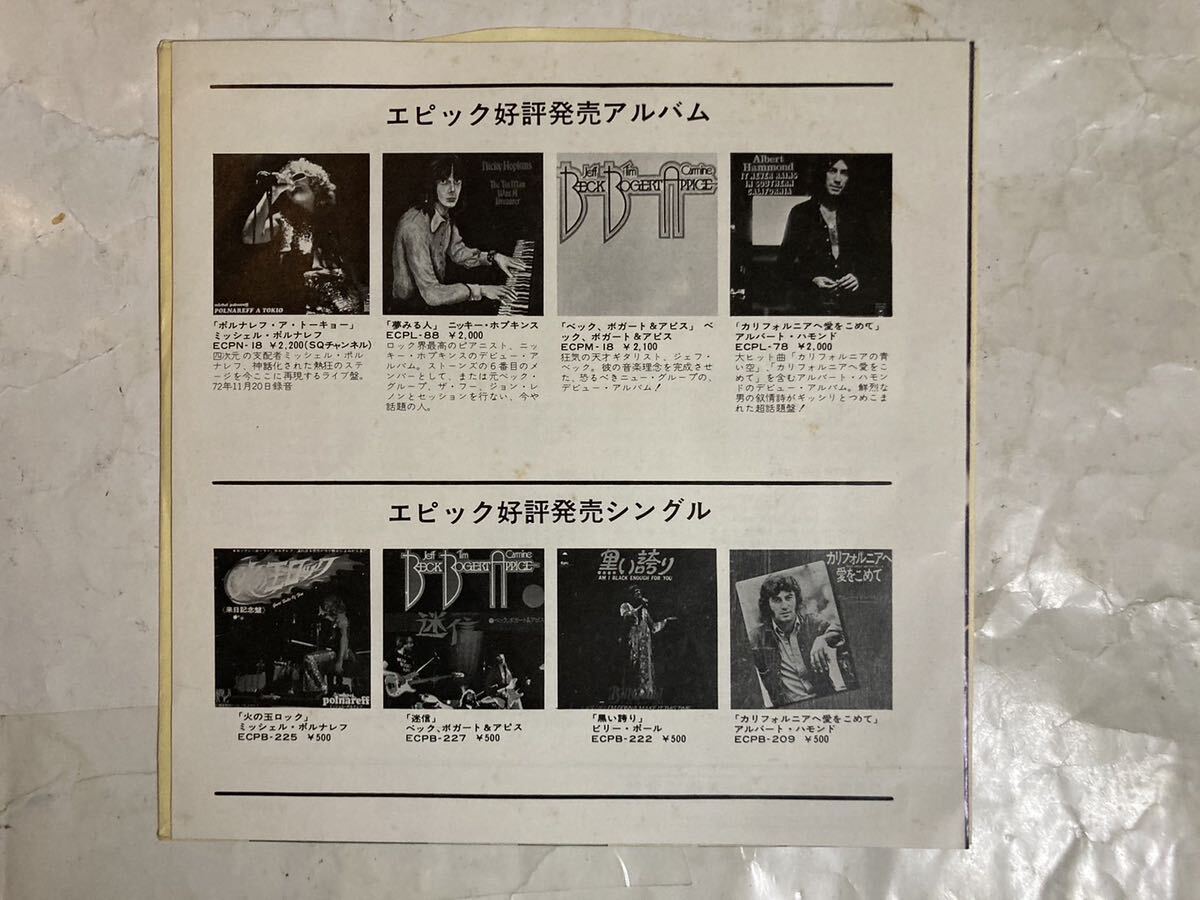 エピック好評発売アルバム
michel polnareff
POLNAREFF A TOKIO
「ポルナレフ・ア・トーキョー」
ミッシェル・ポルナレフ
ECPN-18 ¥2,200(SQチャンネル)
四次元の支配者ミッシェル・ポル
ナレフ、神話化された熱狂のステ
ージを今ここに再現するライブ盤。
72年11月20日録音
Nicky Hopkins
The Tin Man
Was A
Dreamer
「夢みる人」 ニッキー・ホプキンス
ECPL-88 ¥2,000
ロック界最高のピアニスト、ニッ
キー・ホプキンスのデビュー・ア
ルバム。ストーンズの6番目のメ
ンバーとして、または元ベック・
グループ、ザ・フー、ジョン・レ
ノンとセッションを行ない、今や
話題の人。
Jeff Tim Carmine
BECK BOGERT APPICE
「ベック、ボガート&アピス」 ベ
ック、ボガート&アピス
ECPM-18 ¥2,100
狂気の天才ギタリスト、ジェフ・
ベック。彼の音楽理念を完成させ
た、恐るべきニュー・グループの、
デビュー・アルバム!
Albert
Hammond
IT NEVER RAINS
IN SOUTHERN
CALIFORNIA
「カリフォルニアへ愛をこめて」
アルバート・ハモンド
ECPL-78 ¥2,000
大ヒット曲「カリフォルニアの青
い空」、「カリフォルニアへ愛をこ
めて」を含むアルバート・ハモン
ドのデビュー・アルバム。鮮烈な
男の叙情詩がギッシリとつめこま
れた超話題盤!
エピック好評発売シングル
火の玉ロック
《来日記念盤》
polnareff
「火の玉ロック」
ミッシェル・ポルナレフ
ECPB-225 ¥500
Jeff Tim Carmine
BECK BOGERT APPICE
迷信
●ベック、ボガート&アピス
「迷信」
ベック、ボガート&アピス
ECPB-227 ¥500
黒い誇り
AM I BLACK ENOUGH FOR YOU
「黒い誇り」
ビリー・ポール
ECPB-222 ¥500
カリフォルニアへ
愛をこめて
「カリフォルニアへ愛をこめて」
アルバート・ハモンド
ECPB-209 ¥500